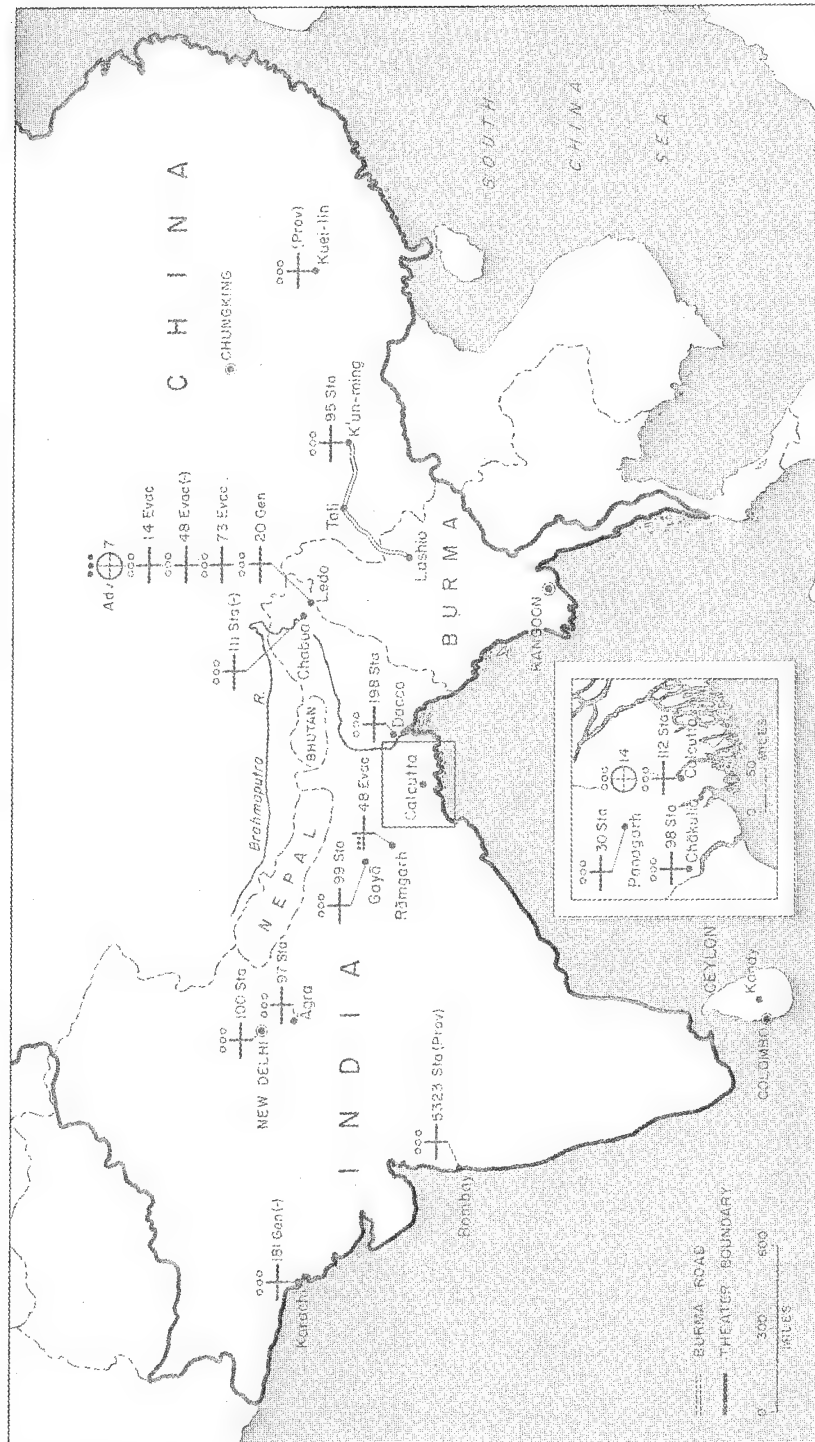 CHINA
CHUNGKING
(Prov)
Kuei-lin
95 Sta
K'un-ming
Tali
Lashio
7
14 Evac
48 Evac(-)
73 Evac
20 Gen
Ledo
111 Sta(-)
Chabua
Brahmaputra R.
BHUTAN
NEPAL
BURMA
RANGOON
198 Sta
Dacca
48 Evac
Calcutta
99 Sta
Gaya
Rāmgarh
100 Sta
NEW DELHI
97 Sta
Agra
INDIA
181 Gen(-)
Karachi
5323 Sta (Prov)
Bombay
CEYLON
Kandy
COLOMBO
SOUTH
CHINA
SEA
30 Sta
Panagarh
14
112 Sta
Calcutta
98 Sta
Chākulia
0 50
MILES
BURMA ROAD
THEATER BOUNDARY
0 300 600
MILES